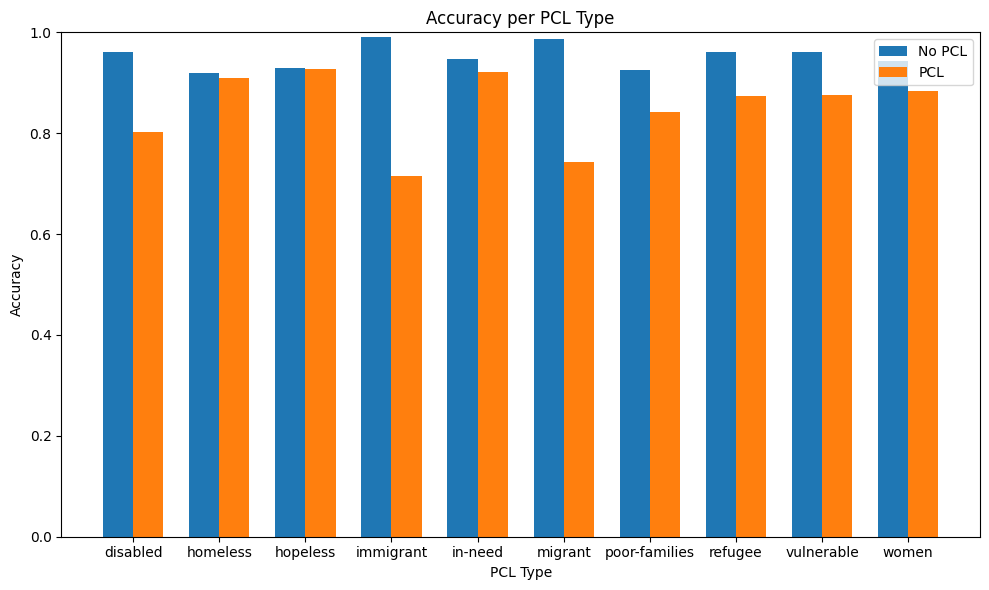 Accuracy per PCL Type
1.0
0.8
0.6
0.4
0.2
0.0
Accuracy
No PCL
PCL
disabled homeless hopeless immigrant in-need migrant poor-families refugee vulnerable women
PCL Type